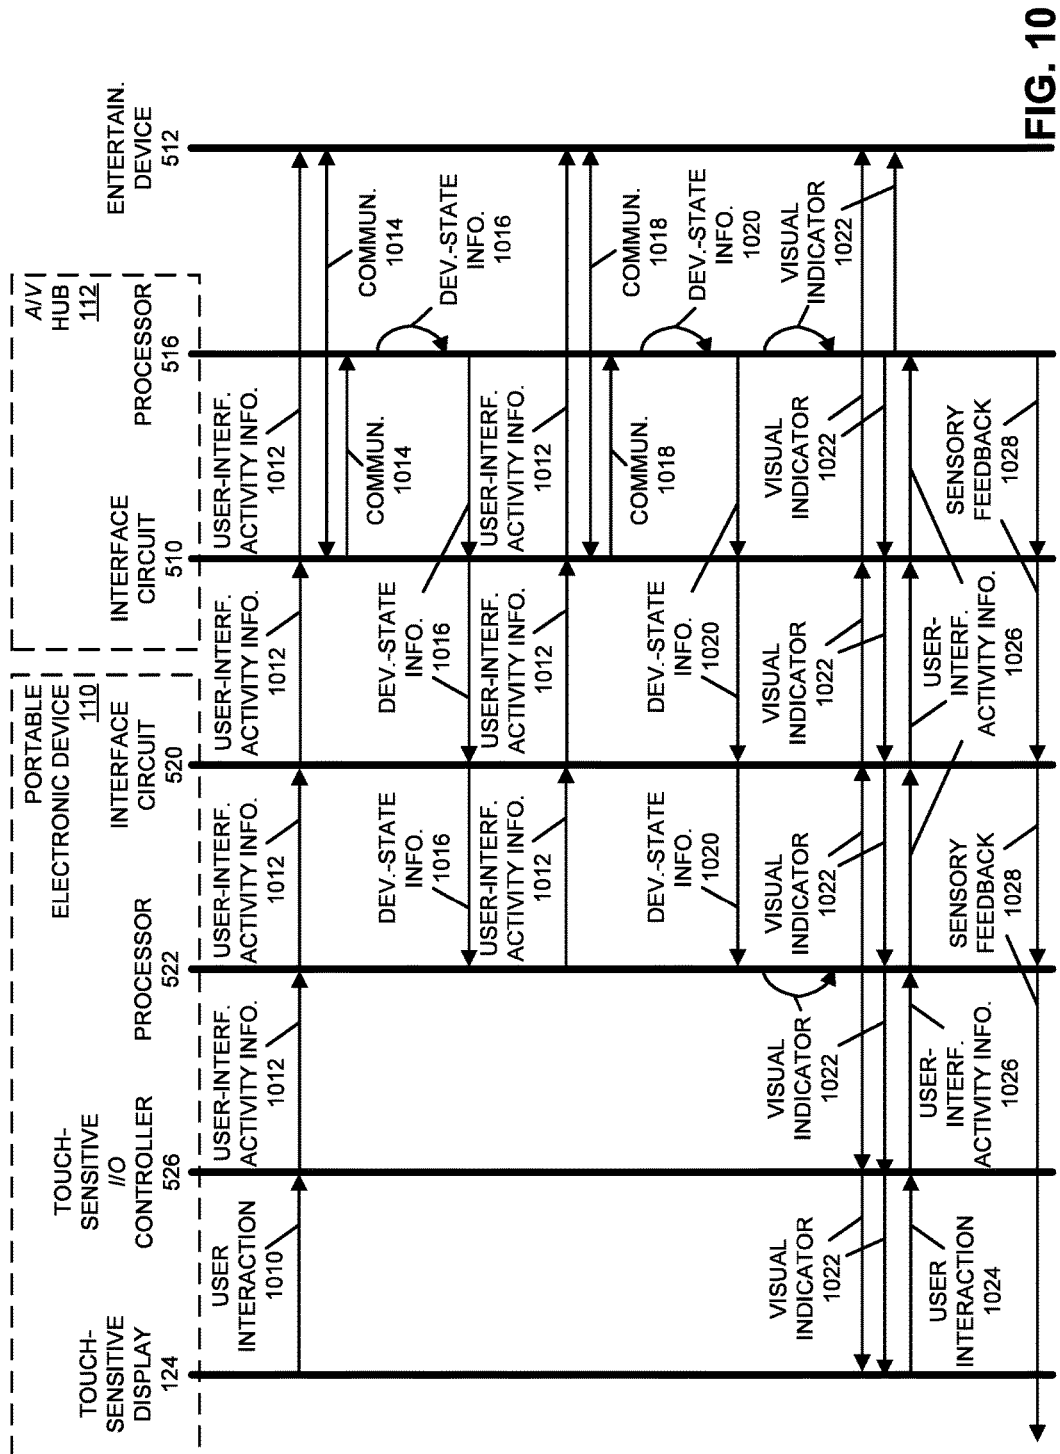 PORTABLE
ELECTRONIC DEVICE
110
A/V
HUB
112
TOUCH-
SENSITIVE
DISPLAY
124
TOUCH-
SENSITIVE
I/O
CONTROLLER
526
PROCESSOR
522
INTERFACE
CIRCUIT
520
INTERFACE
CIRCUIT
510
PROCESSOR
516
ENTERTAIN.
DEVICE
512
USER
INTERACTION
1010
USER-INTERF.
ACTIVITY INFO.
1012
USER-INTERF.
ACTIVITY INFO.
1012
USER-INTERF.
ACTIVITY INFO.
1012
USER-INTERF.
ACTIVITY INFO.
1012
COMMUN.
1014
COMMUN.
1014
DEV.-STATE
INFO.
1016
DEV.-STATE
INFO.
1016
DEV.-STATE
INFO.
1016
USER-INTERF.
ACTIVITY INFO.
1012
USER-INTERF.
ACTIVITY INFO.
1012
USER-INTERF.
ACTIVITY INFO.
1012
COMMUN.
1018
COMMUN.
1018
DEV.-STATE
INFO.
1020
DEV.-STATE
INFO.
1020
DEV.-STATE
INFO.
1020
VISUAL
INDICATOR
1022
VISUAL
INDICATOR
1022
VISUAL
INDICATOR
1022
VISUAL
INDICATOR
1022
VISUAL
INDICATOR
1022
VISUAL
INDICATOR
1022
USER
INTERACTION
1024
USER-
INTERF.
ACTIVITY INFO.
1026
USER-
INTERF.
ACTIVITY INFO.
1026
SENSORY
FEEDBACK
1028
SENSORY
FEEDBACK
1028
FIG. 10